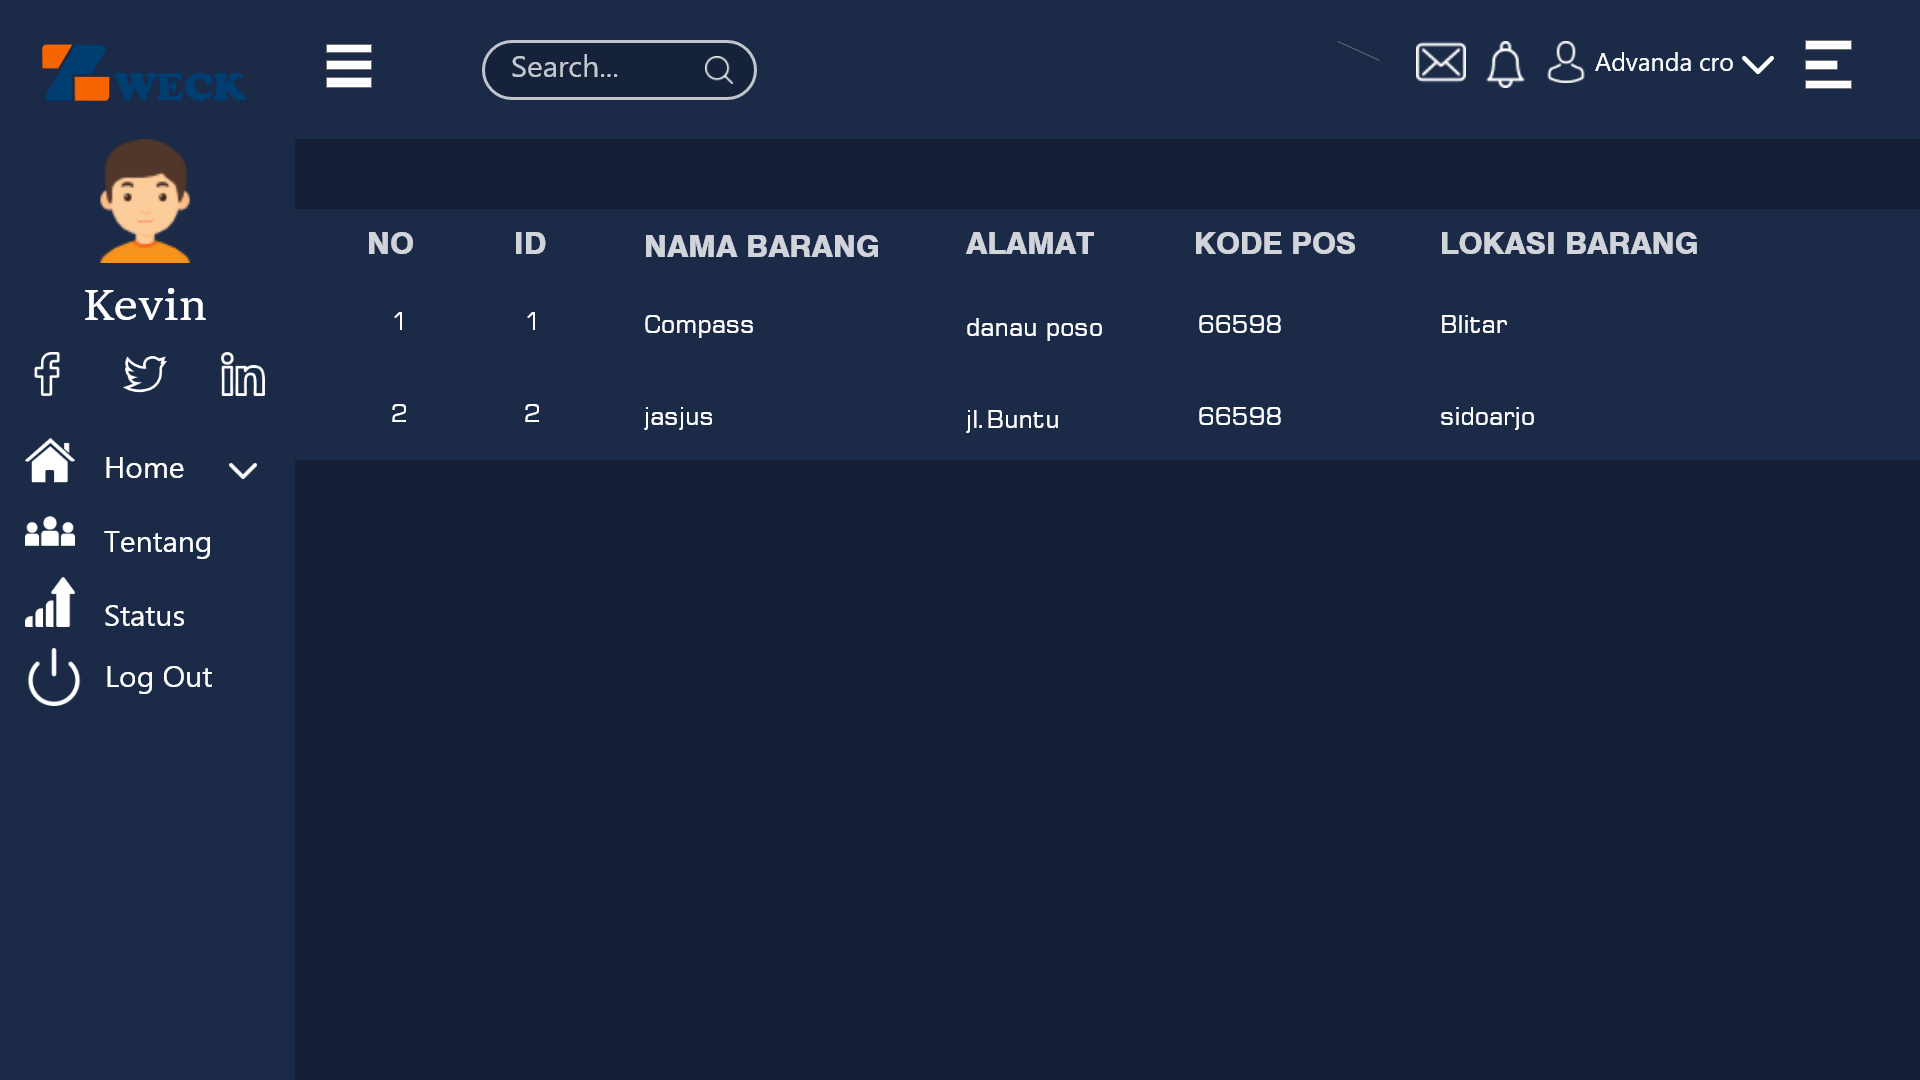 WECK
Search...
Advanda cro
Kevin
Home
Tentang
Status
Log Out
NO ID NAMA BARANG ALAMAT KODE POS LOKASI BARANG
1 1 Compass danau poso 66598 Blitar
2 2 jasjus jl.Buntu 66598 sidoarjo